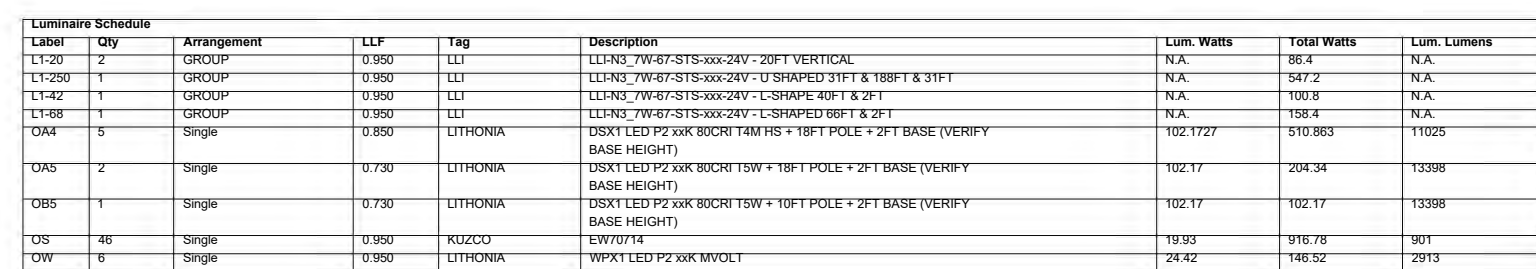 Luminaire Schedule
Label Qty Arrangement LLF Tag Description Lum. Watts Total Watts Lum. Lumens
L1-20 2 GROUP 0.950 LLI LLI-N3_7W-67-STS-xxx-24V - 20FT VERTICAL N.A. 86.4 N.A.
L1-250 1 GROUP 0.950 LLI LLI-N3_7W-67-STS-xxx-24V - U SHAPED 31FT & 188FT & 31FT N.A. 547.2 N.A.
L1-42 1 GROUP 0.950 LLI LLI-N3_7W-67-STS-xxx-24V - L-SHAPE 40FT & 2FT N.A. 100.8 N.A.
L1-68 1 GROUP 0.950 LLI LLI-N3_7W-67-STS-xxx-24V - L-SHAPED 66FT & 2FT N.A. 158.4 N.A.
OA4 5 Single 0.850 LITHONIA DSX1 LED P2 xxK 80CRI T4M HS + 18FT POLE + 2FT BASE (VERIFY 102.1727 510.863 11025
BASE HEIGHT)
OA5 2 Single 0.730 LITHONIA DSX1 LED P2 xxK 80CRI T5W + 18FT POLE + 2FT BASE (VERIFY 102.17 204.34 13398
BASE HEIGHT)
OB5 1 Single 0.730 LITHONIA DSX1 LED P2 xxK 80CRI T5W + 10FT POLE + 2FT BASE (VERIFY 102.17 102.17 13398
BASE HEIGHT)
OS 46 Single 0.950 KUZCO EW70714 19.93 916.78 901
OW 6 Single 0.950 LITHONIA WPX1 LED P2 xxK MVOLT 24.42 146.52 2913